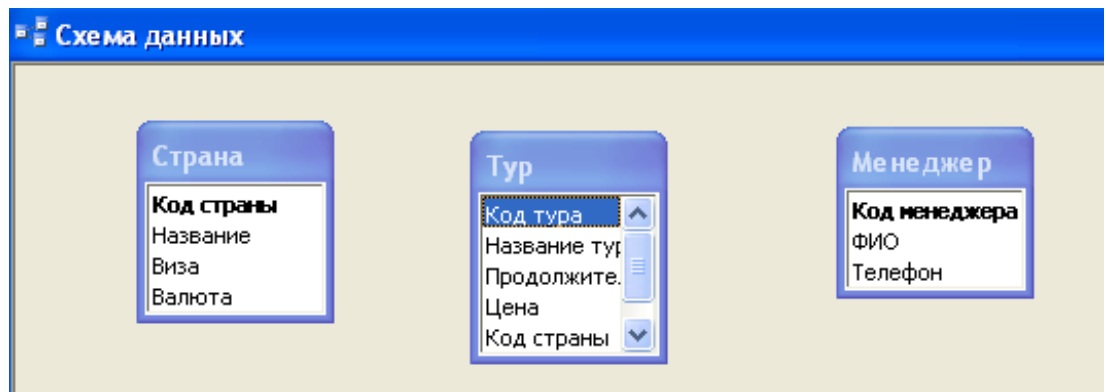 Схема данных
Страна
Код страны
Название
Виза
Валюта
Тур
Код тура
Название тур
Продолжите.
Цена
Код страны
Менеджер
Код менеджера
ФИО
Телефон